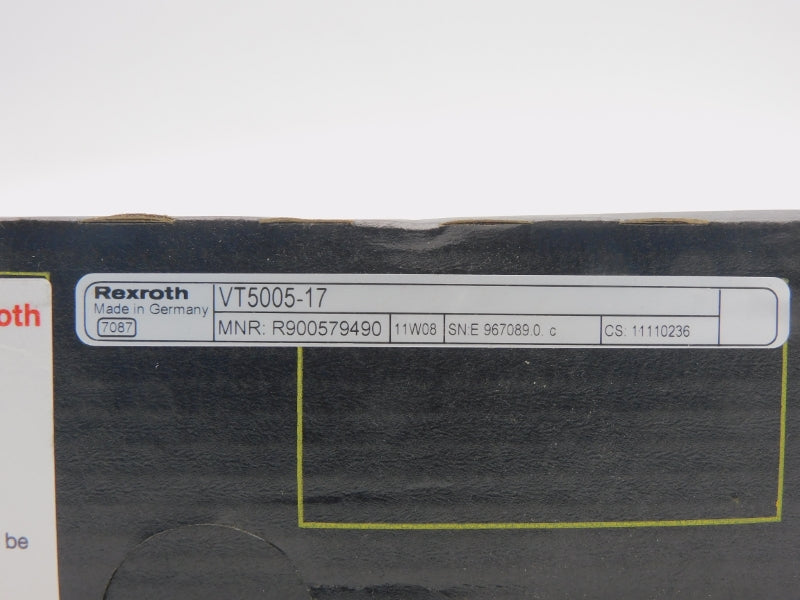 Rexroth
Made in Germany
7087
VT5005-17
MNR: R900579490
11W08
SN:E 967089.0. c
CS: 11110236
oth
be